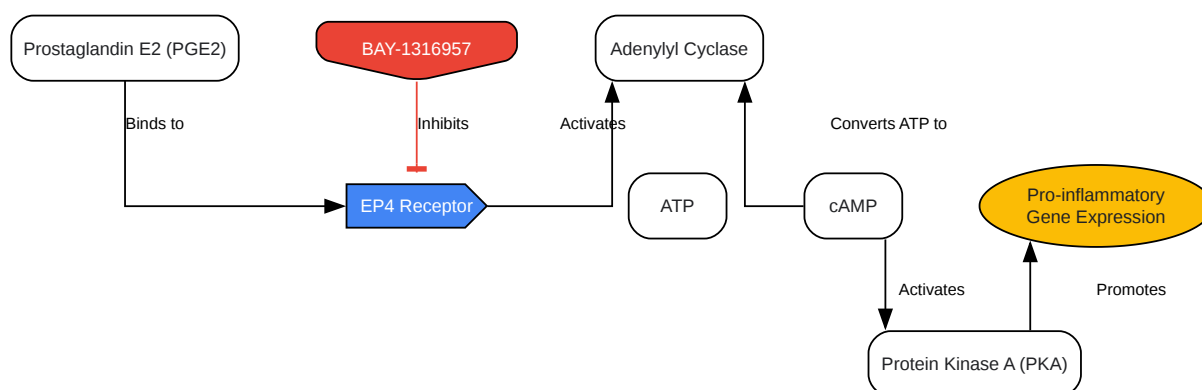 Prostaglandin E2 (PGE2)
BAY-1316957
Adenylyl Cyclase
Binds to
Inhibits
Activates
Converts ATP to
EP4 Receptor
ATP
cAMP
Pro-inflammatory
Gene Expression
Activates
Promotes
Protein Kinase A (PKA)